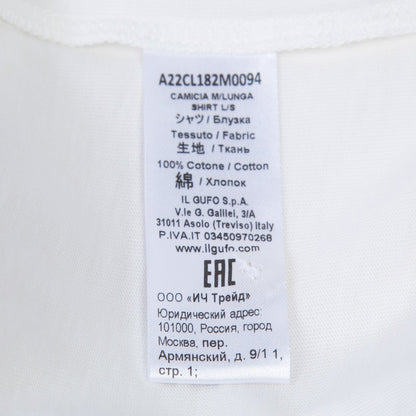 A22CL182M0094
CAMICIA M/LUNGA
SHIRT L/S
シャツ / Блузка
Tessuto / Fabric
生地 / Ткань
100% Cotone / Cotton
綿 / Хлопок
IL GUFO S.p.A.
V.le G. Galilei, 3/A
31011 Asolo (Treviso) Italy
P.IVA.IT 03450970268
www.ilgufo.com
EAC
ООО «ИЧ Трейд»
Юридический адрес:
101000, Россия, город
Москва, пер.
Армянский, д. 9/1 1,
стр. 1;